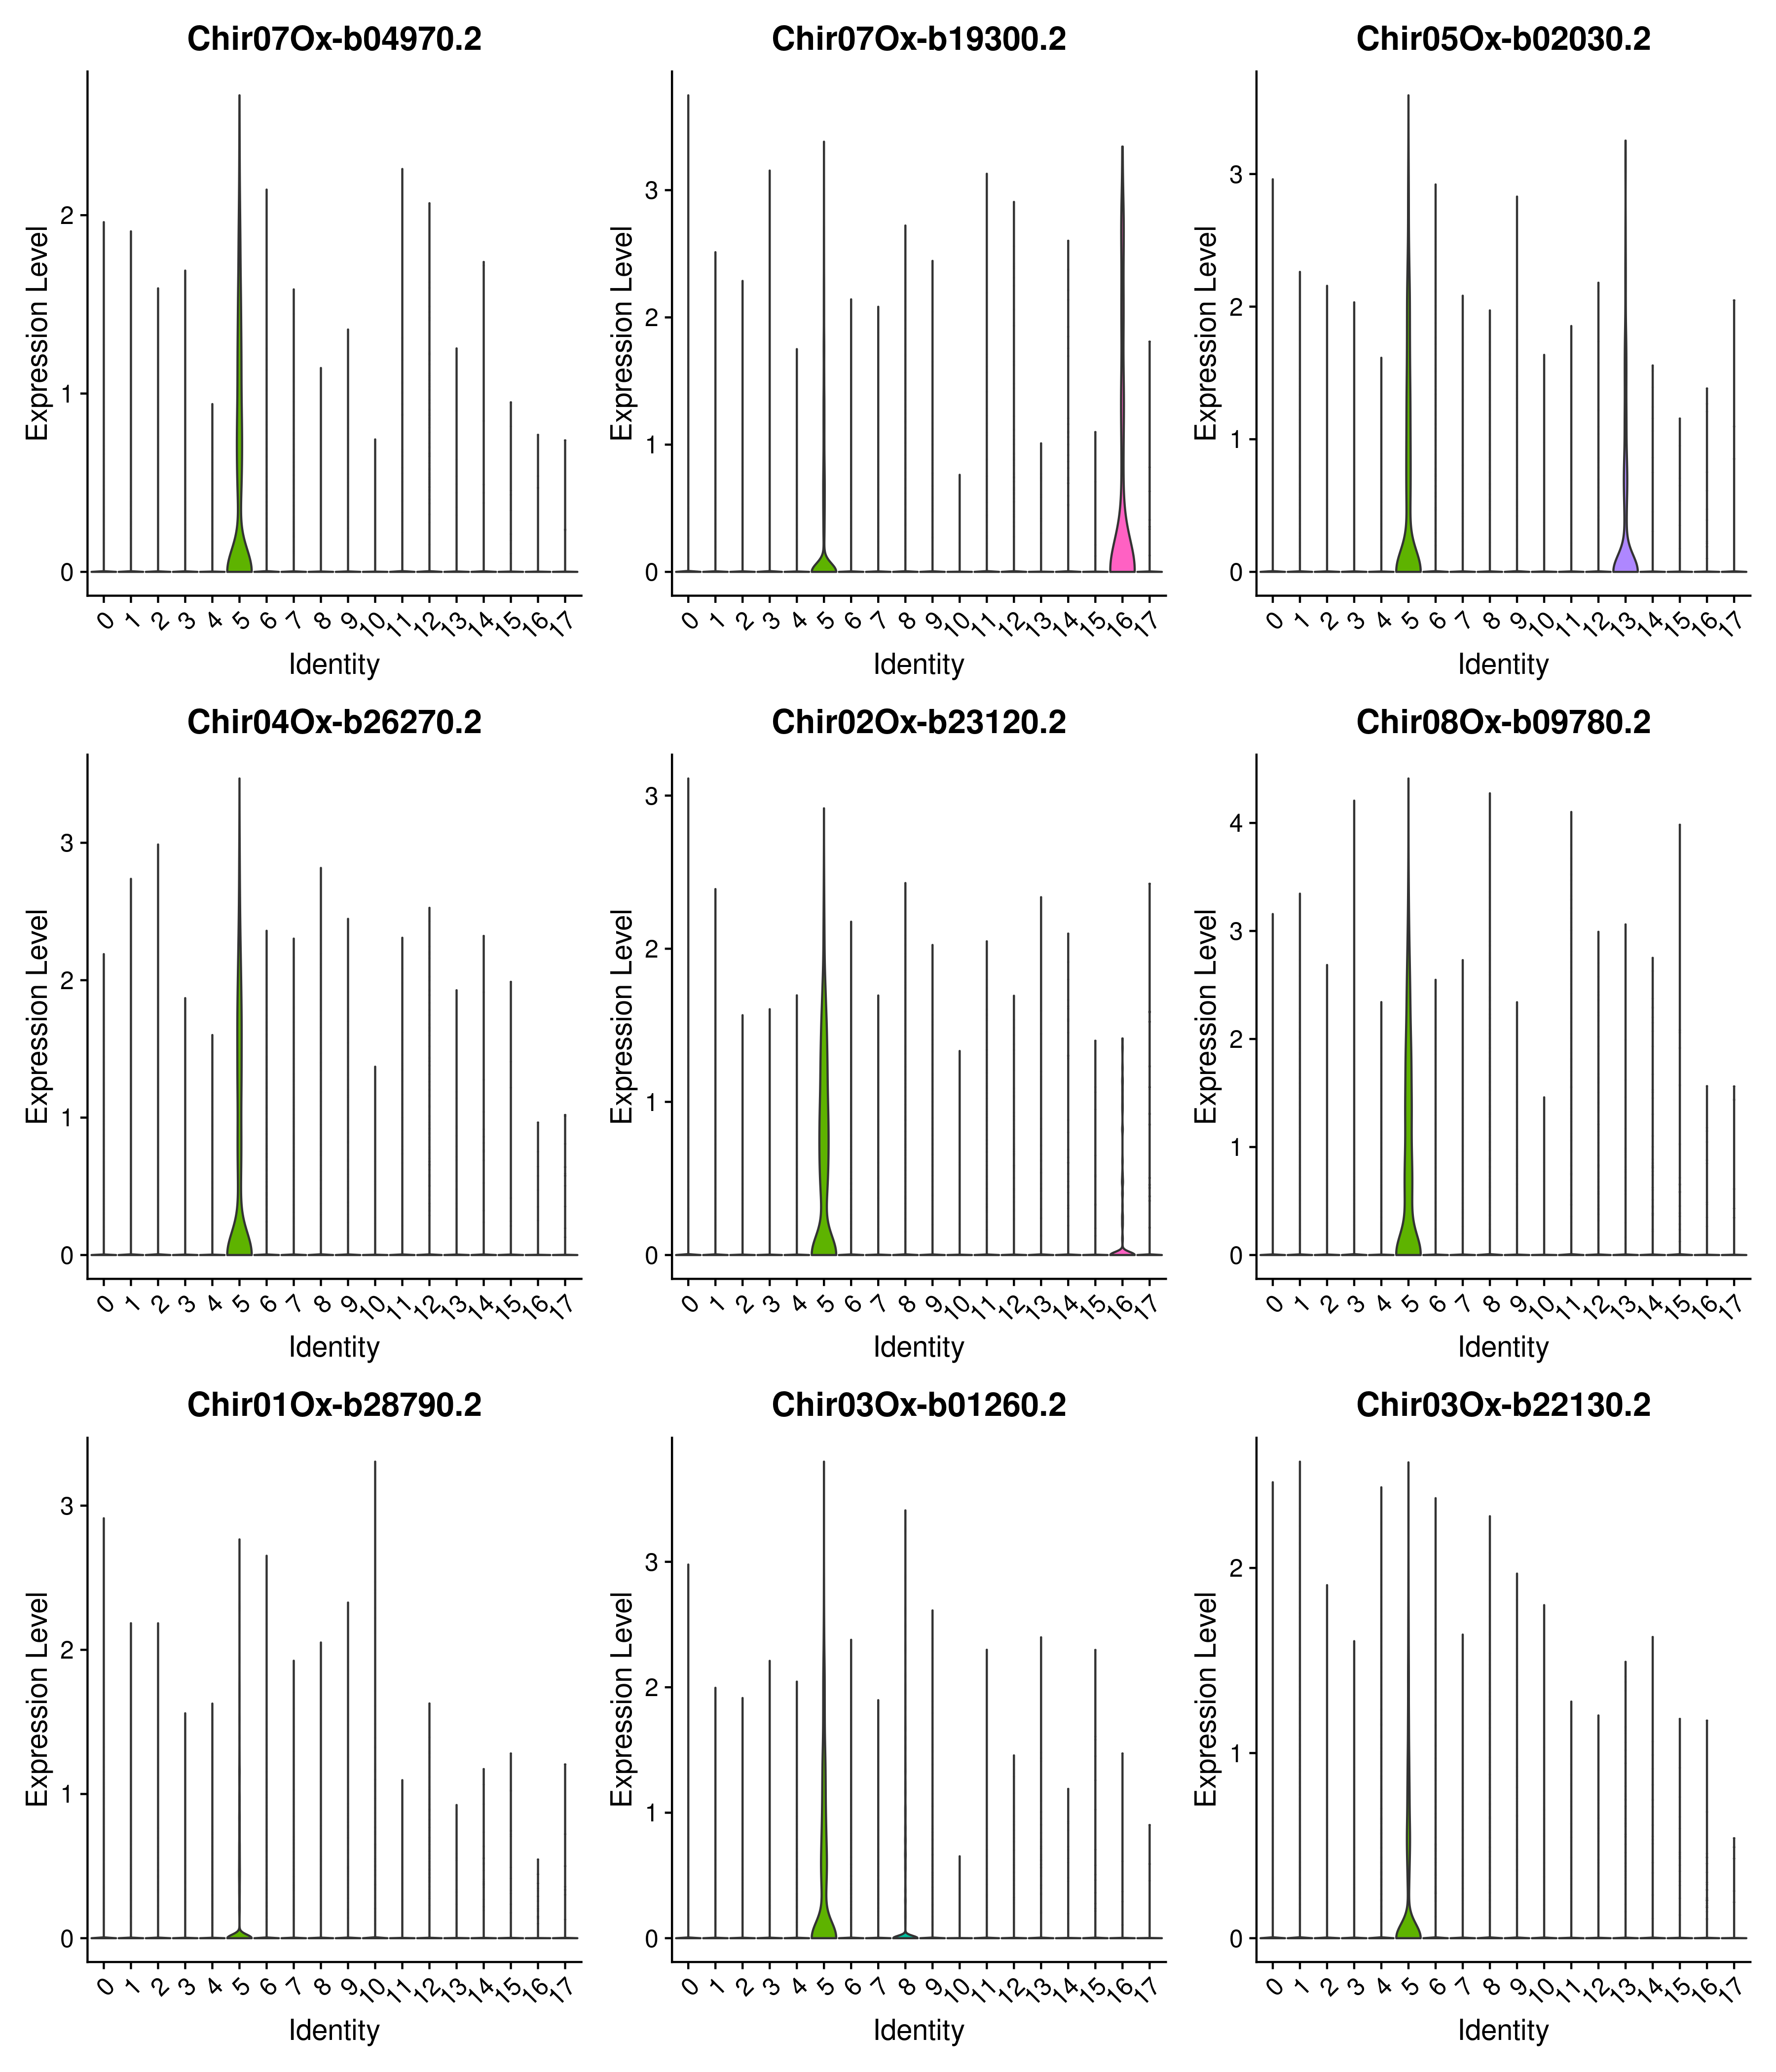 Chir07Ox-b04970.2
Expression Level
2
1
0
0 1 2 3 4 5 6 7 8 9 10 11 12 13 14 15 16 17
Identity
Chir07Ox-b19300.2
Expression Level
3
2
1
0
0 1 2 3 4 5 6 7 8 9 10 11 12 13 14 15 16 17
Identity
Chir05Ox-b02030.2
Expression Level
3
2
1
0
0 1 2 3 4 5 6 7 8 9 10 11 12 13 14 15 16 17
Identity
Chir04Ox-b26270.2
Expression Level
3
2
1
0
0 1 2 3 4 5 6 7 8 9 10 11 12 13 14 15 16 17
Identity
Chir02Ox-b23120.2
Expression Level
3
2
1
0
0 1 2 3 4 5 6 7 8 9 10 11 12 13 14 15 16 17
Identity
Chir08Ox-b09780.2
Expression Level
4
3
2
1
0
0 1 2 3 4 5 6 7 8 9 10 11 12 13 14 15 16 17
Identity
Chir01Ox-b28790.2
Expression Level
3
2
1
0
0 1 2 3 4 5 6 7 8 9 10 11 12 13 14 15 16 17
Identity
Chir03Ox-b01260.2
Expression Level
3
2
1
0
0 1 2 3 4 5 6 7 8 9 10 11 12 13 14 15 16 17
Identity
Chir03Ox-b22130.2
Expression Level
2
1
0
0 1 2 3 4 5 6 7 8 9 10 11 12 13 14 15 16 17
Identity